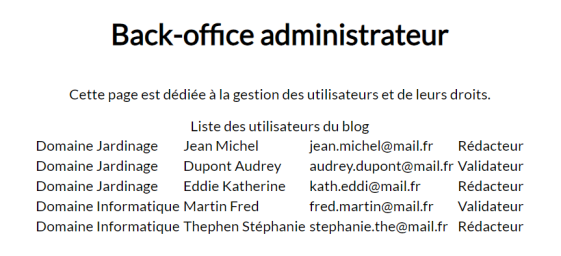 Back-office administrateur
Cette page est dédiée à la gestion des utilisateurs et de leurs droits.
Liste des utilisateurs du blog
Domaine Jardinage Jean Michel jean.michel@mail.fr Rédacteur
Domaine Jardinage Dupont Audrey audrey.dupont@mail.fr Validateur
Domaine Jardinage Eddie Katherine kath.eddi@mail.fr Rédacteur
Domaine Informatique Martin Fred fred.martin@mail.fr Validateur
Domaine Informatique Thephen Stéphanie stephanie.the@mail.fr Rédacteur